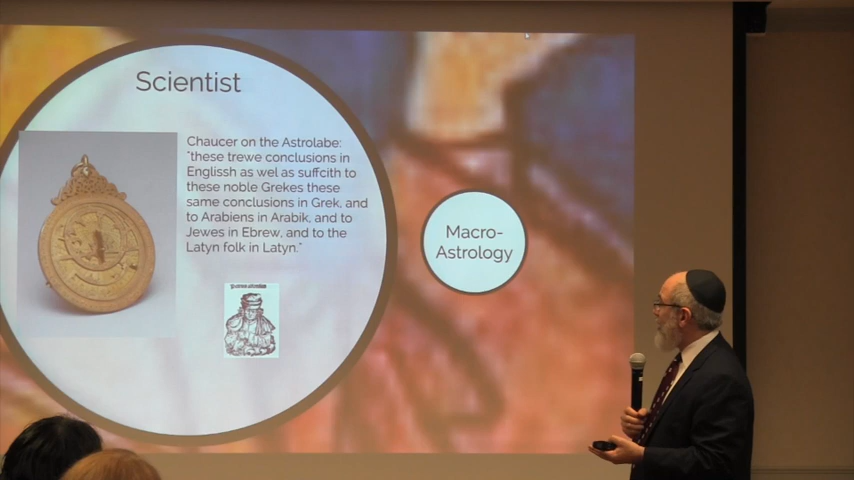 Scientist
Chaucer on the Astrolabe:
"these trewe conclusions in
Englissh as wel as suffcith to
these noble Grekes these
same conclusions in Grek, and
to Arabiens in Arabik, and to
Jewes in Ebrew, and to the
Latyn folk in Latyn."
Macro-
Astrology